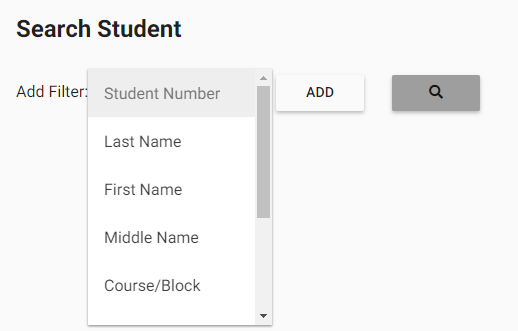 Search Student
Add Filter: Student Number ADD
Last Name
First Name
Middle Name
Course/Block